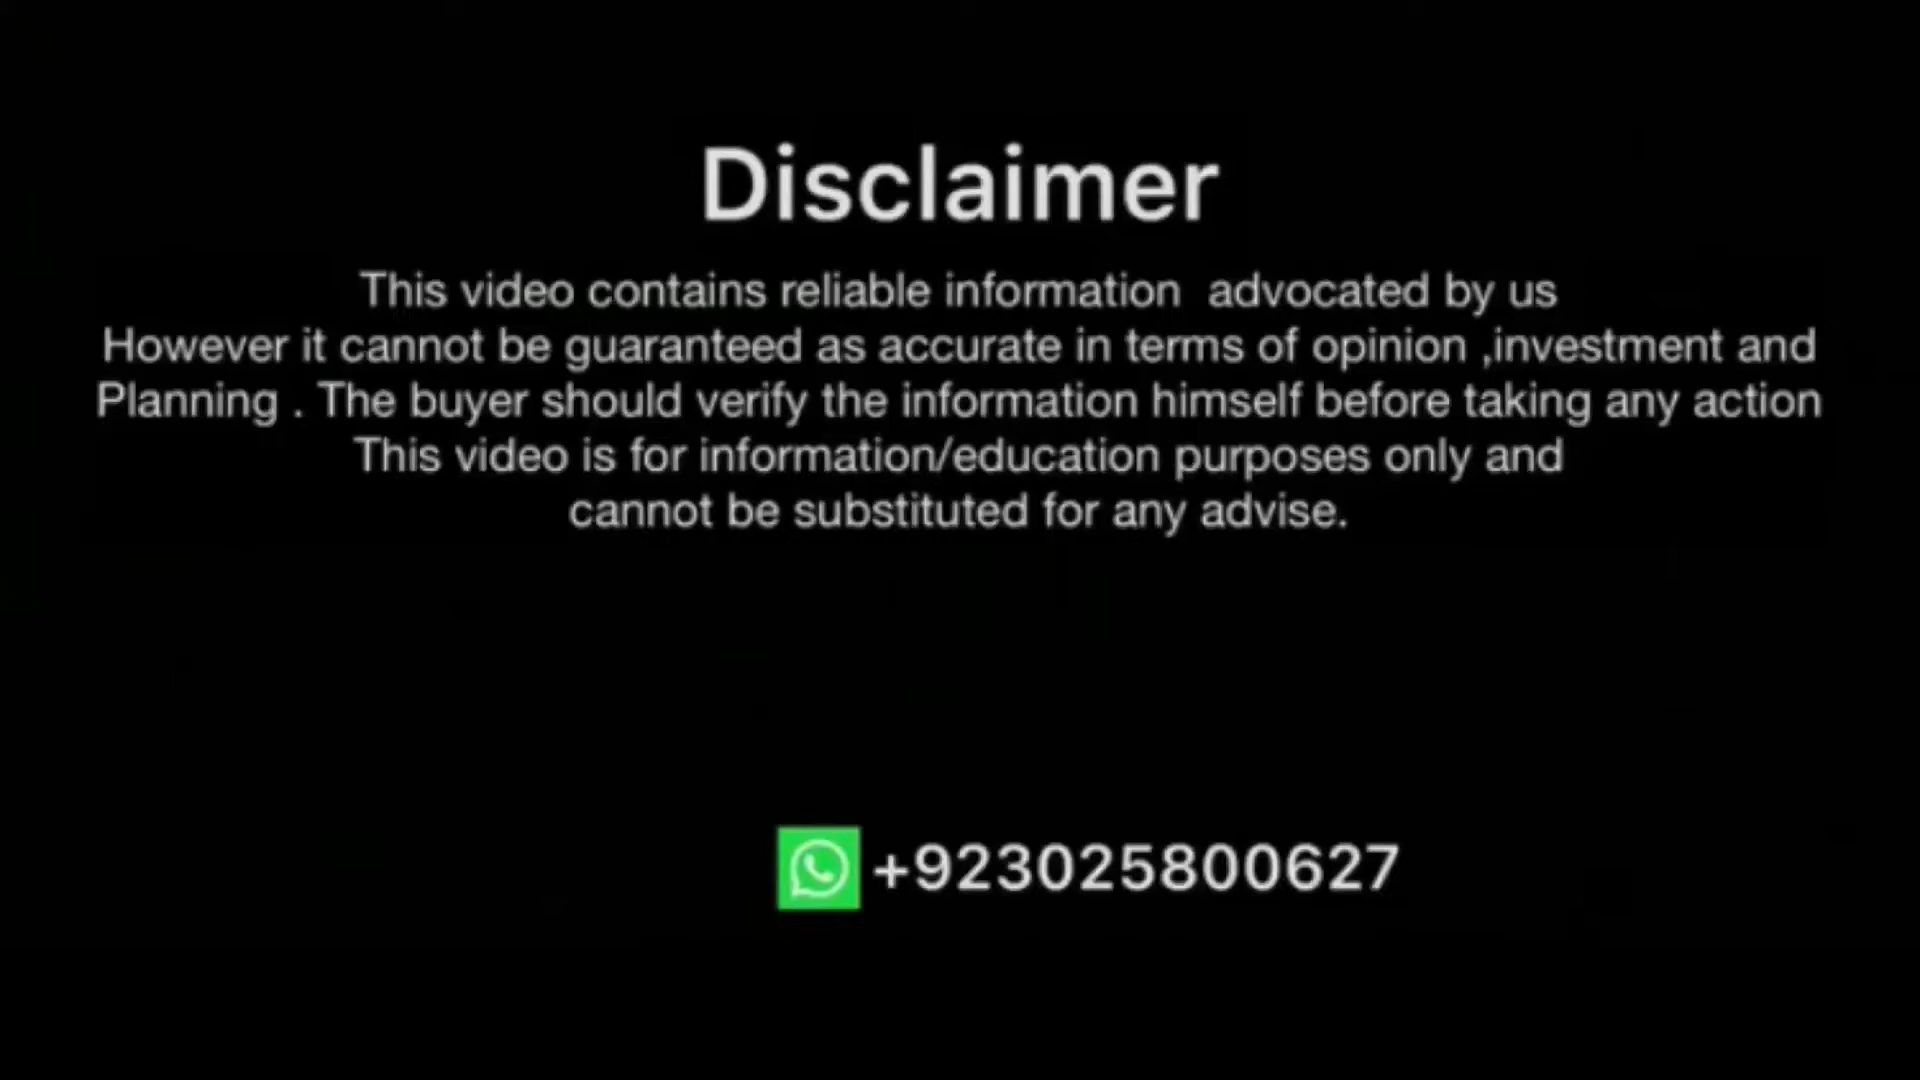 Disclaimer
This video contains reliable information  advocated by us
However it cannot be guaranteed as accurate in terms of opinion ,investment and
Planning . The buyer should verify the information himself before taking any action
This video is for information/education purposes only and
cannot be substituted for any advise.
+923025800627